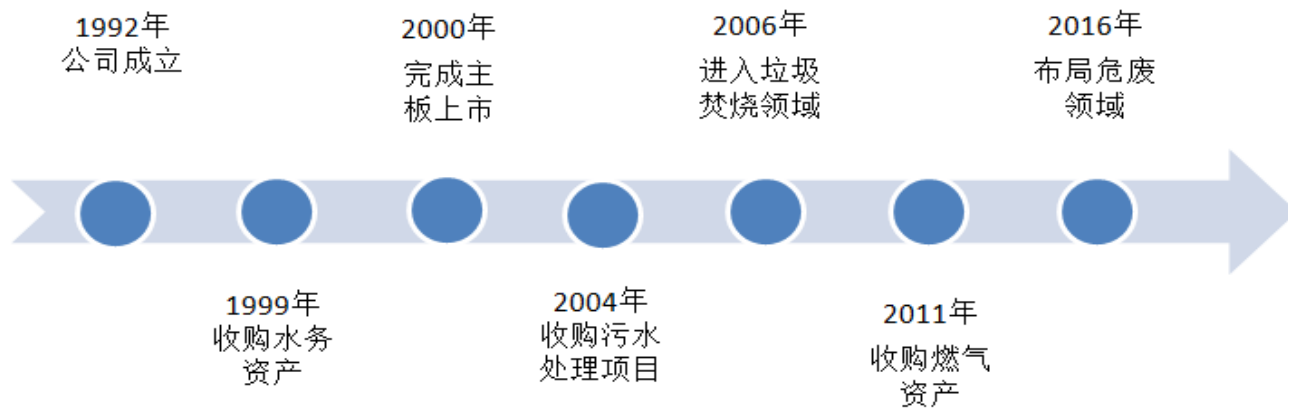 1992年
公司成立
1999年
收购水务
资产
2000年
完成主
板上市
2004年
收购污水
处理项目
2006年
进入垃圾
焚烧领域
2011年
收购燃气
资产
2016年
布局危废
领域